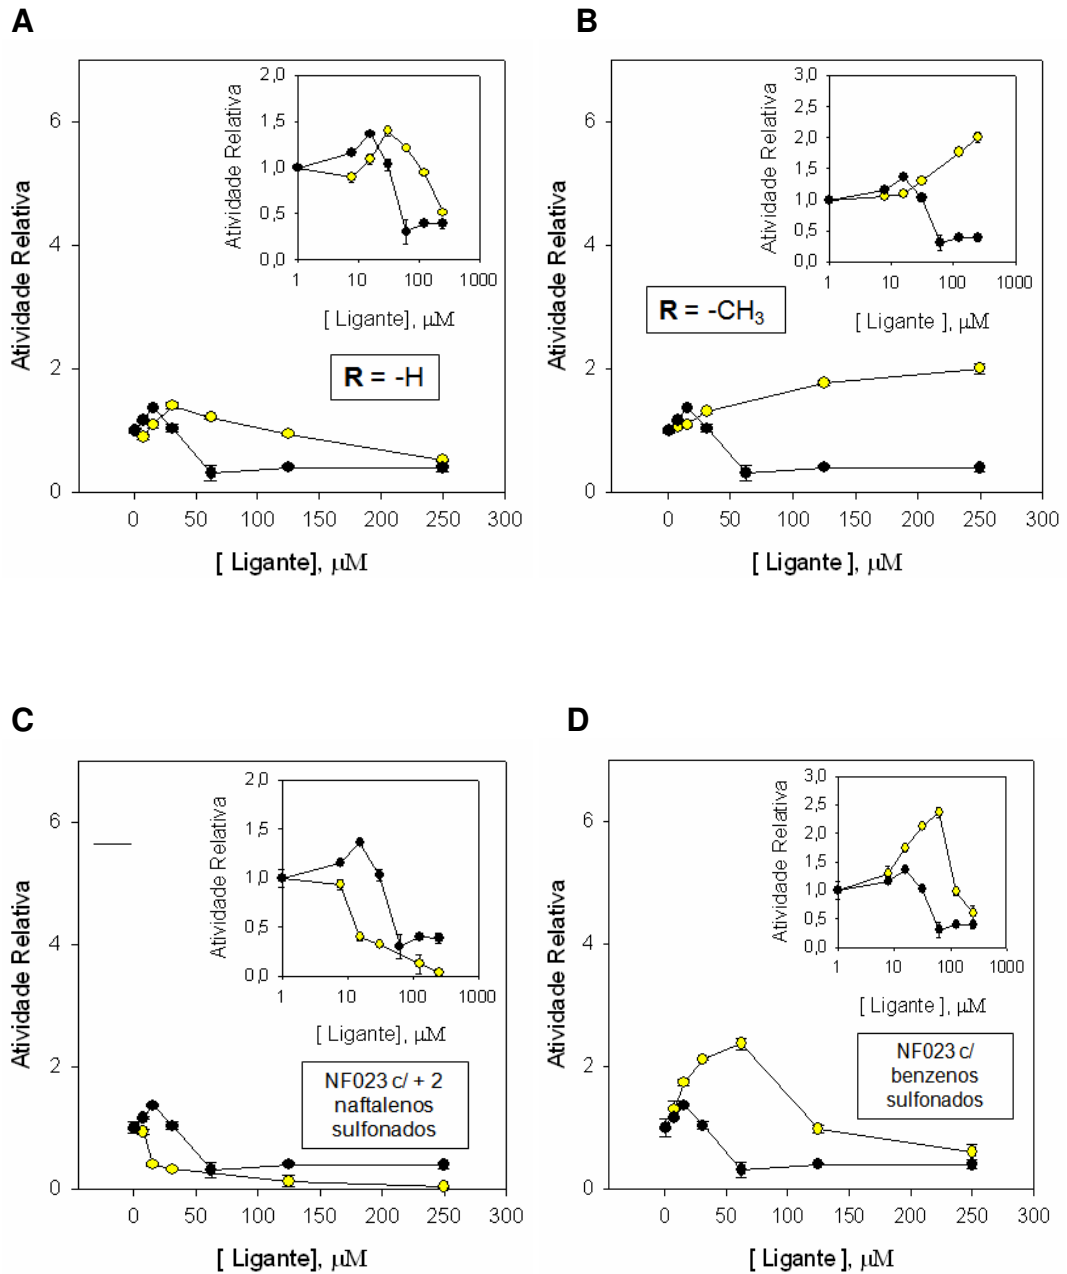 A
Atividade Relativa
6
4
2
0
0 50 100 150 200 250 300
[ Ligante], μM
Atividade Relativa
2,0
1,5
1,0
0,5
0,0
1 10 100 1000
[ Ligante], μM
R = -H
B
Atividade Relativa
6
4
2
0
0 50 100 150 200 250 300
[ Ligante ], μM
Atividade Relativa
3,0
2,5
2,0
1,5
1,0
0,5
0,0
1 10 100 1000
[ Ligante ], μM
R = -CH₃
C
Atividade Relativa
6
4
2
0
0 50 100 150 200 250 300
[ Ligante], μM
Atividade Relativa
2,0
1,5
1,0
0,5
0,0
1 10 100 1000
[ Ligante], μM
NF023 c/ + 2
naftalenos
sulfonados
D
Atividade Relativa
6
4
2
0
0 50 100 150 200 250 300
[ Ligante ], μM
Atividade Relativa
3,0
2,5
2,0
1,5
1,0
0,5
0,0
1 10 100 1000
[ Ligante ], μM
NF023 c/
benzenos
sulfonados